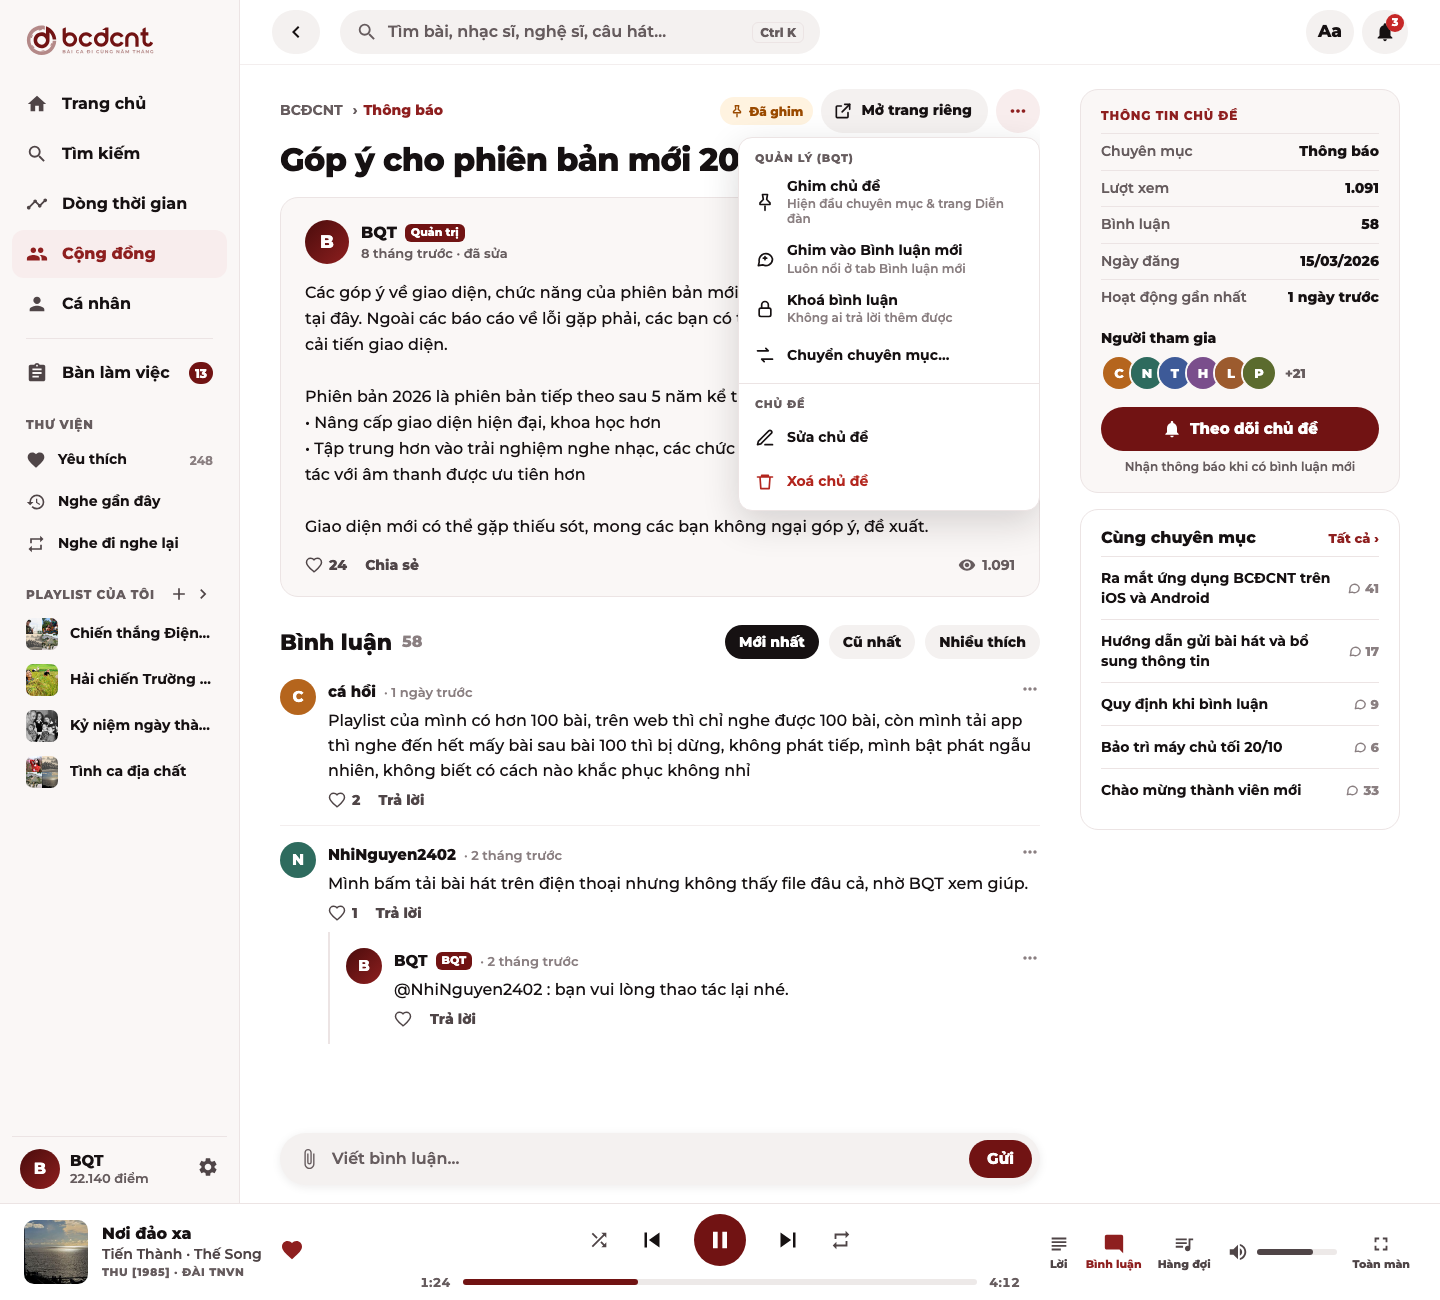 bcdcnt
BÀI CA ĐI CÙNG NĂM THÁNG
Trang chủ
Tìm kiếm
Dòng thời gian
Cộng đồng
Cá nhân
Bàn làm việc 13
THƯ VIỆN
Yêu thích 248
Nghe gần đây
Nghe đi nghe lại
PLAYLIST CỦA TÔI
Chiến thắng Điện...
Hải chiến Trường ...
Kỷ niệm ngày thà...
Tình ca địa chất
B BQT
22.140 điểm
Tìm bài, nhạc sĩ, nghệ sĩ, câu hát... Ctrl K
Aa 3
BCĐCNT › Thông báo
Đã ghim Mở trang riêng
Góp ý cho phiên bản mới 20
B BQT Quản trị
8 tháng trước · đã sửa
Các góp ý về giao diện, chức năng của phiên bản mới
tại đây. Ngoài các báo cáo về lỗi gặp phải, các bạn có t
cải tiến giao diện.
Phiên bản 2026 là phiên bản tiếp theo sau 5 năm kể t
• Nâng cấp giao diện hiện đại, khoa học hơn
• Tập trung hơn vào trải nghiệm nghe nhạc, các chức
tác với âm thanh được ưu tiên hơn
Giao diện mới có thể gặp thiếu sót, mong các bạn không ngại góp ý, đề xuất.
24 Chia sẻ 1.091
QUẢN LÝ (BQT)
Ghim chủ đề
Hiện đầu chuyên mục & trang Diễn
đàn
Ghim vào Bình luận mới
Luôn nổi ở tab Bình luận mới
Khoá bình luận
Không ai trả lời thêm được
Chuyển chuyên mục...
CHỦ ĐỀ
Sửa chủ đề
Xoá chủ đề
Bình luận 58
Mới nhất Cũ nhất Nhiều thích
C cá hồi · 1 ngày trước
Playlist của mình có hơn 100 bài, trên web thì chỉ nghe được 100 bài, còn mình tải app
thì nghe đến hết mấy bài sau bài 100 thì bị dừng, không phát tiếp, mình bật phát ngẫu
nhiên, không biết có cách nào khắc phục không nhỉ
2 Trả lời
N NhiNguyen2402 · 2 tháng trước
Mình bấm tải bài hát trên điện thoại nhưng không thấy file đâu cả, nhờ BQT xem giúp.
1 Trả lời
B BQT BQT · 2 tháng trước
@NhiNguyen2402 : bạn vui lòng thao tác lại nhé.
Trả lời
Viết bình luận... Gửi
THÔNG TIN CHỦ ĐỀ
Chuyên mục Thông báo
Lượt xem 1.091
Bình luận 58
Ngày đăng 15/03/2026
Hoạt động gần nhất 1 ngày trước
Người tham gia
C N T H L P +21
Theo dõi chủ đề
Nhận thông báo khi có bình luận mới
Cùng chuyên mục Tất cả ›
Ra mắt ứng dụng BCĐCNT trên
iOS và Android 41
Hướng dẫn gửi bài hát và bổ
sung thông tin 17
Quy định khi bình luận 9
Bảo trì máy chủ tối 20/10 6
Chào mừng thành viên mới 33
Nơi đảo xa
Tiến Thành · Thế Song
THU [1985] · ĐÀI TNVN
1:24 4:12
Lời Bình luận Hàng đợi Toàn màn